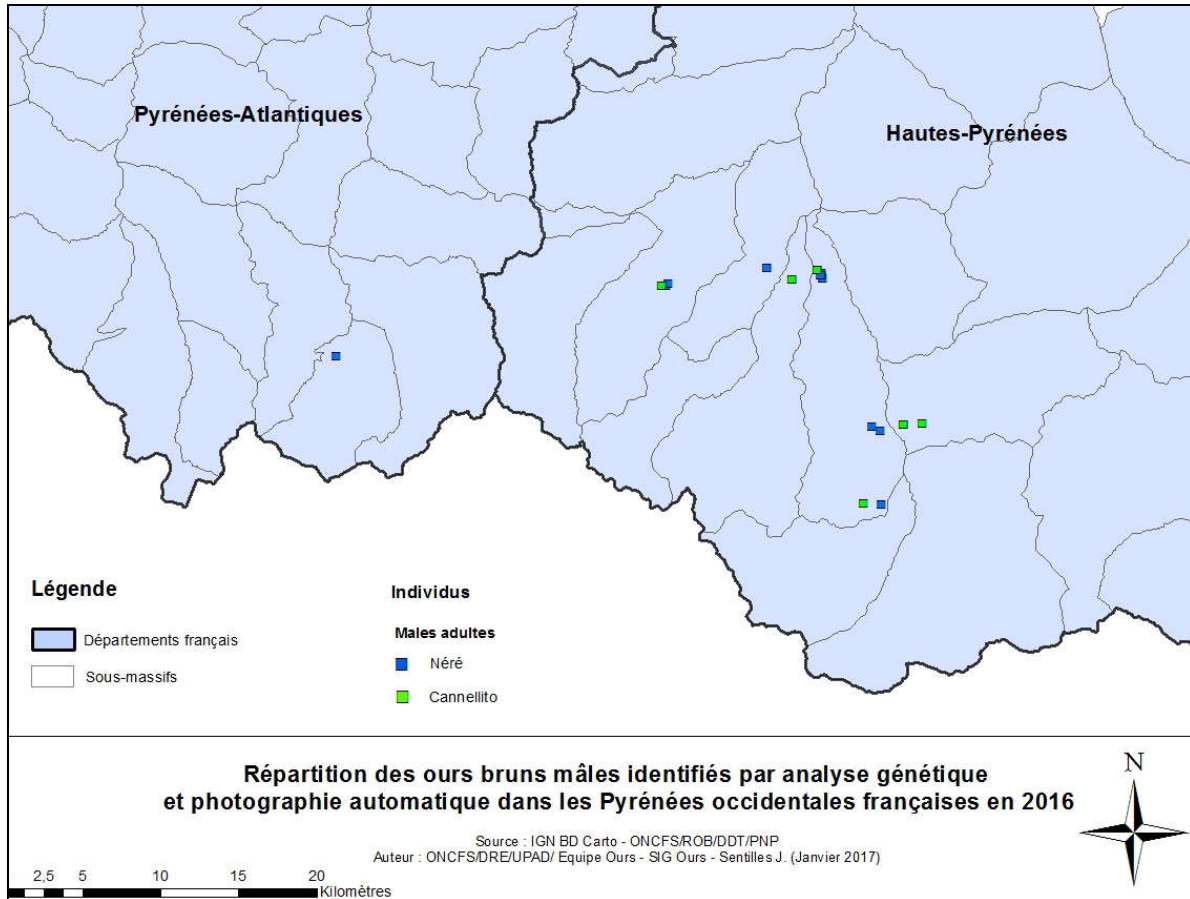 Pyrénées-Atlantiques
Hautes-Pyrénées
Légende
Départements français
Sous-massifs
Individus
Males adultes
Néré
Cannellito
Répartition des ours bruns mâles identifiés par analyse génétique
et photographie automatique dans les Pyrénées occidentales françaises en 2016
Source : IGN BD Carto - ONCFS/ROB/DDT/PNP
Auteur : ONCFS/DRE/UPAD/ Equipe Ours - SIG Ours - Sentilles J. (Janvier 2017)
N
2,5 5 10 15 20
Kilomètres